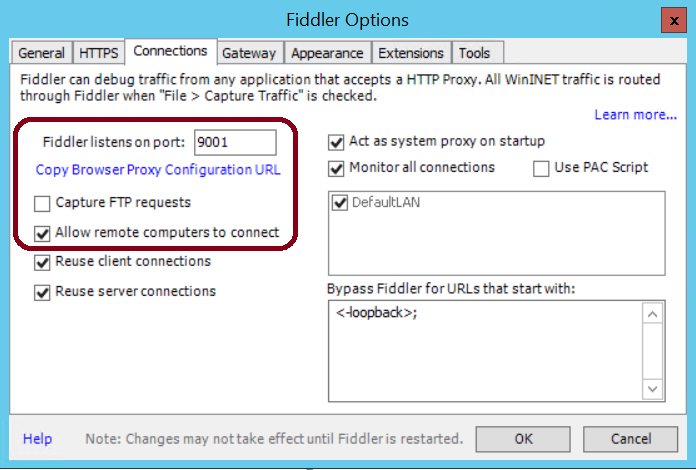 Fiddler Options
x
General HTTPS Connections Gateway Appearance Extensions Tools
Fiddler can debug traffic from any application that accepts a HTTP Proxy. All WinINET traffic is routed
through Fiddler when "File > Capture Traffic" is checked.
Learn more...
Fiddler listens on port: 9001
Copy Browser Proxy Configuration URL
Capture FTP requests
Allow remote computers to connect
Reuse client connections
Reuse server connections
Act as system proxy on startup
Monitor all connections Use PAC Script
DefaultLAN
Bypass Fiddler for URLs that start with:
<-loopback>;
Help Note: Changes may not take effect until Fiddler is restarted. OK Cancel